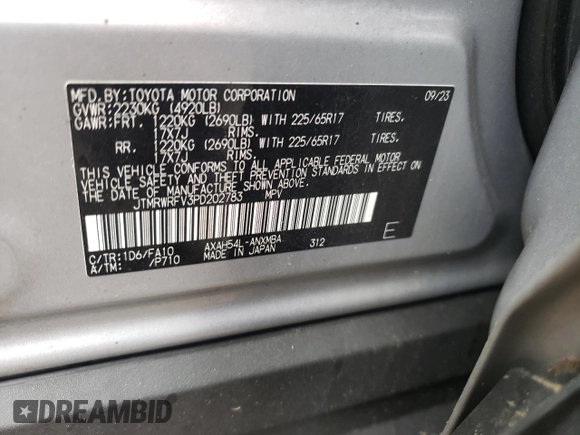 MFD.BY:TOYOTA MOTOR CORPORATION 09/23
GVWR:2230KG (4920LB)
GAWR:FRT. 1220KG (2690LB) WITH 225/65R17 TIRES.
17X7J RIMS.
RR. 1220KG (2690LB) WITH 225/65R17 TIRES.
17X7J RIMS.
THIS VEHICLE CONFORMS TO ALL APPLICABLE FEDERAL MOTOR
VEHICLE SAFETY AND THEFT PREVENTION STANDARDS IN EFFECT ON
THE DATE OF MANUFACTURE SHOWN ABOVE.
JTMRWRFV3PD202783 MPV
C/TR:1D6/FA10 AXAH54L-ANXMBA 312 E
A/TM: /P710 MADE IN JAPAN
DREAMBID